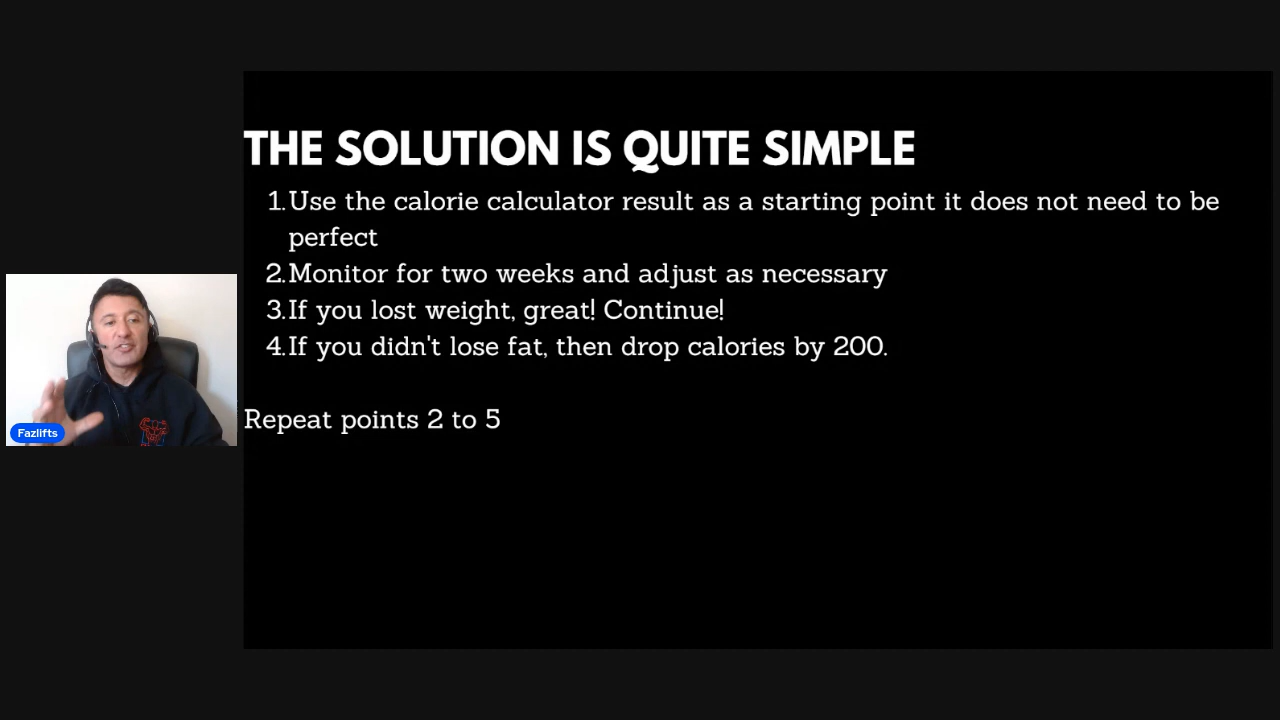 THE SOLUTION IS QUITE SIMPLE
1.Use the calorie calculator result as a starting point it does not need to be
perfect
2.Monitor for two weeks and adjust as necessary
3.If you lost weight, great! Continue!
4.If you didn't lose fat, then drop calories by 200.
Repeat points 2 to 5
Fazlifts